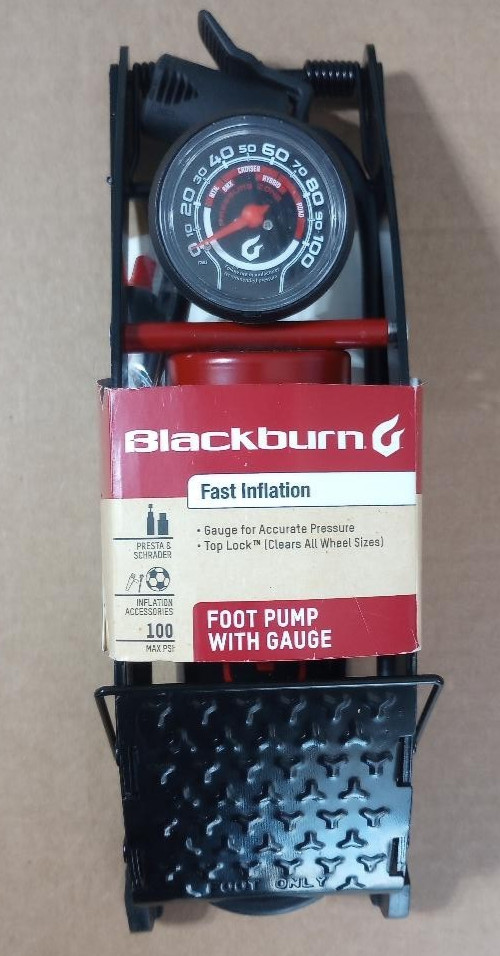 0 10 20 30 40 50 60 70 80 90 100
MTB BMX CRUISER HYBRID ROAD
Blackburn
Fast Inflation
• Gauge for Accurate Pressure
• Top Lock™ (Clears All Wheel Sizes)
PRESTA &
SCHRADER
INFLATION
ACCESSORIES
100
MAX PSI
FOOT PUMP
WITH GAUGE
FOOT ONLY